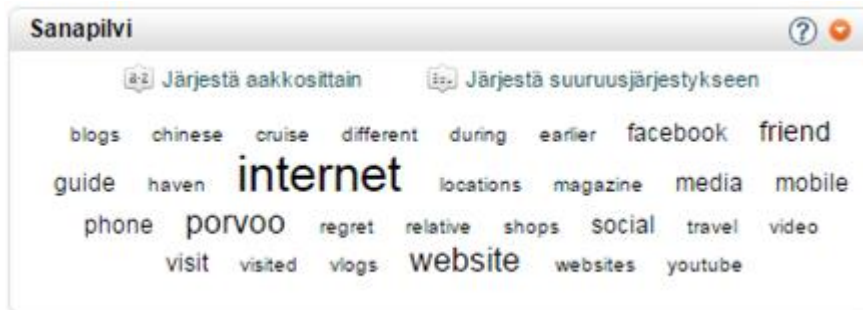 Sanapilvi
Järjestä aakkosittain Järjestä suuruusjärjestykseen
blogs chinese cruise different during earlier facebook friend
guide haven internet locations magazine media mobile
phone porvoo regret relative shops social travel video
visit visited vlogs website websites youtube